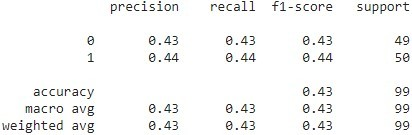 precision recall f1-score support
0 0.43 0.43 0.43 49
1 0.44 0.44 0.44 50
accuracy 0.43 99
macro avg 0.43 0.43 0.43 99
weighted avg 0.43 0.43 0.43 99